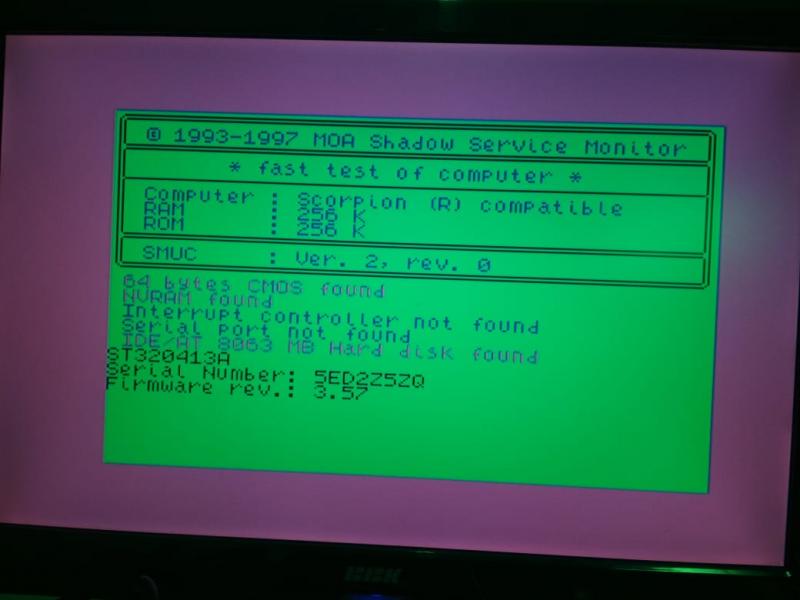 © 1993-1997 MOA Shadow Service Monitor
* fast test of computer *
Computer : Scorpion (R) compatible
RAM : 256 K
ROM : 256 K
SMUC : Ver. 2, rev. 0
64 bytes CMOS found
NVRAM found
Interrupt controller not found
Serial port not found
IDE/AT 8063 MB Hard disk found
ST320413A
Serial Number: 5ED2Z5ZQ
Firmware rev.: 3.57
BBK